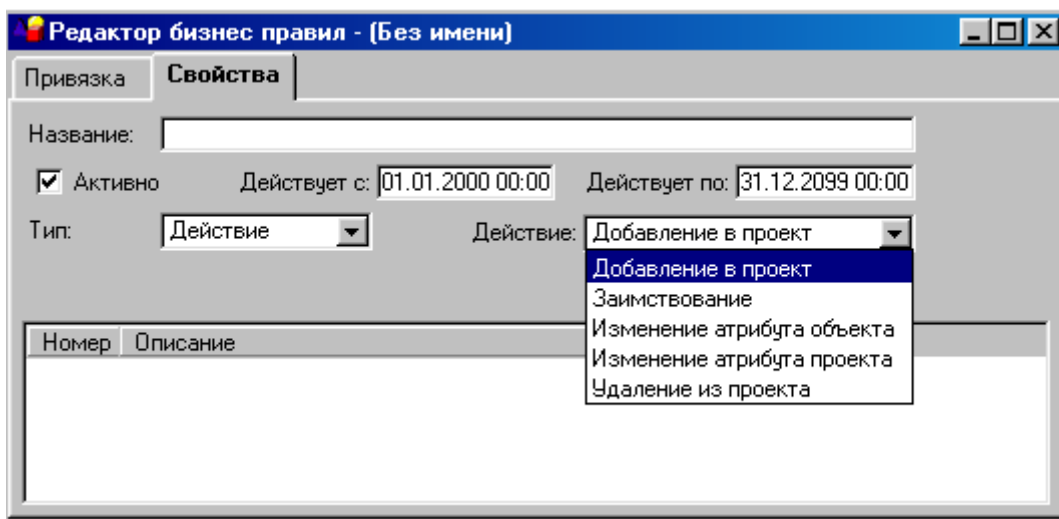 Редактор бизнес правил - (Без имени)
Привязка Свойства
Название:
Активно Действует с: 01.01.2000 00:00 Действует по: 31.12.2099 00:00
Тип: Действие Действие: Добавление в проект
Добавление в проект
Заимствование
Изменение атрибута объекта
Изменение атрибута проекта
Удаление из проекта
Номер Описание